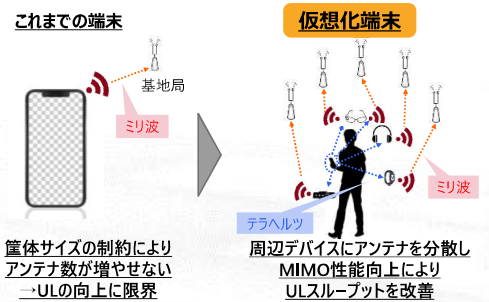 これまでの端末
仮想化端末
基地局
ミリ波
ミリ波
テラヘルツ
筐体サイズの制約により
アンテナ数が増やせない
→ULの向上に限界
周辺デバイスにアンテナを分散し
MIMO性能向上により
ULスループットを改善